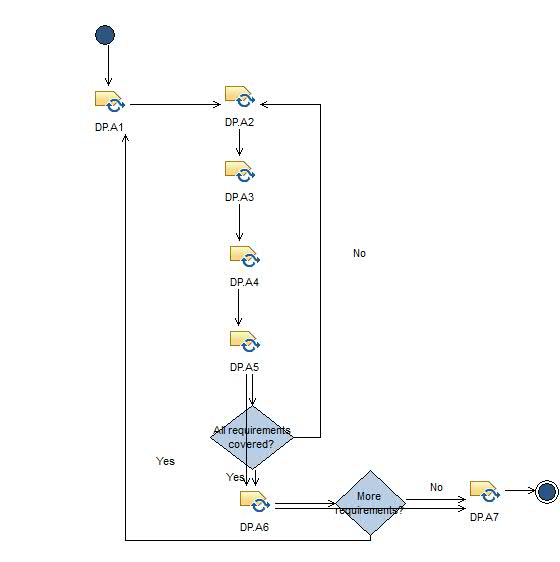 DP.A1
DP.A2
DP.A3
DP.A4
No
DP.A5
All requirements
covered?
Yes
Yes
More
requirements?
No
DP.A6
DP.A7